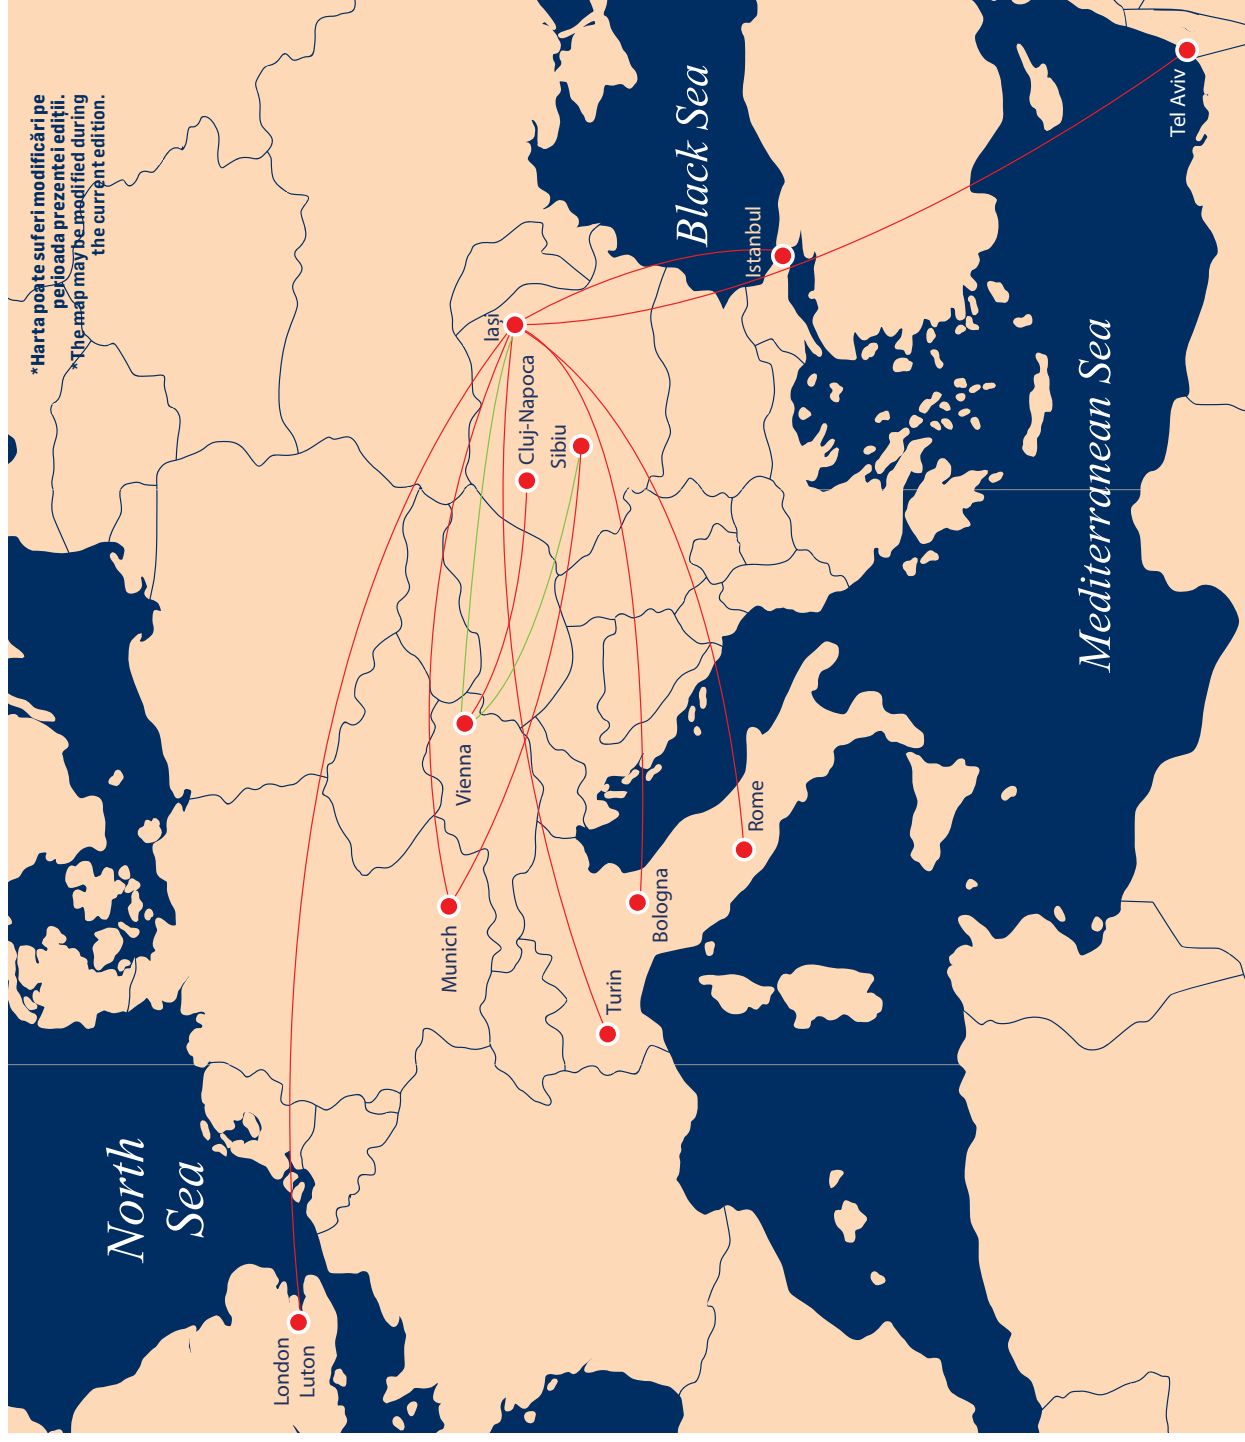 North
Sea
London
Luton
Munich
Vienna
Turin
Bologna
Rome
Cluj-Napoca
Sibiu
Iași
Istanbul
Black Sea
Mediterranean Sea
Tel Aviv
*Harta poate suferi modificări pe
perioada prezentei ediții.
*The map may be modified during
the current edition.